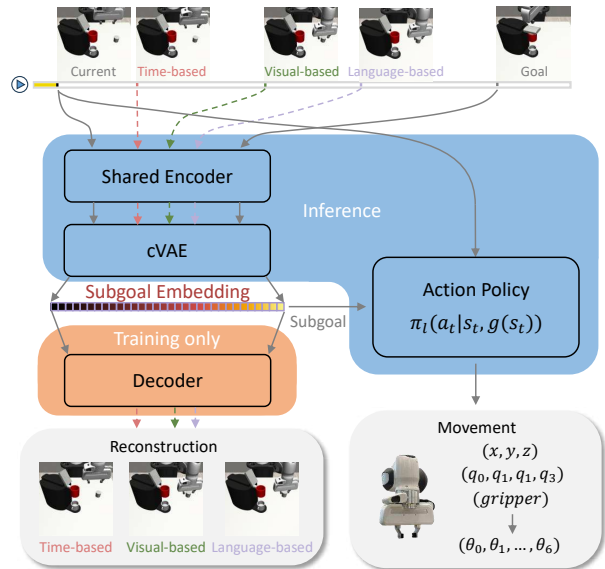 Current
Time-based
Visual-based
Language-based
Goal
Shared Encoder
Inference
cVAE
Subgoal Embedding
Subgoal
Action Policy
π_l(a_t|s_t, g(s_t))
Training only
Decoder
Reconstruction
Time-based
Visual-based
Language-based
Movement
(x, y, z)
(q_0, q_1, q_1, q_3)
(gripper)
(θ_0, θ_1, ..., θ_6)